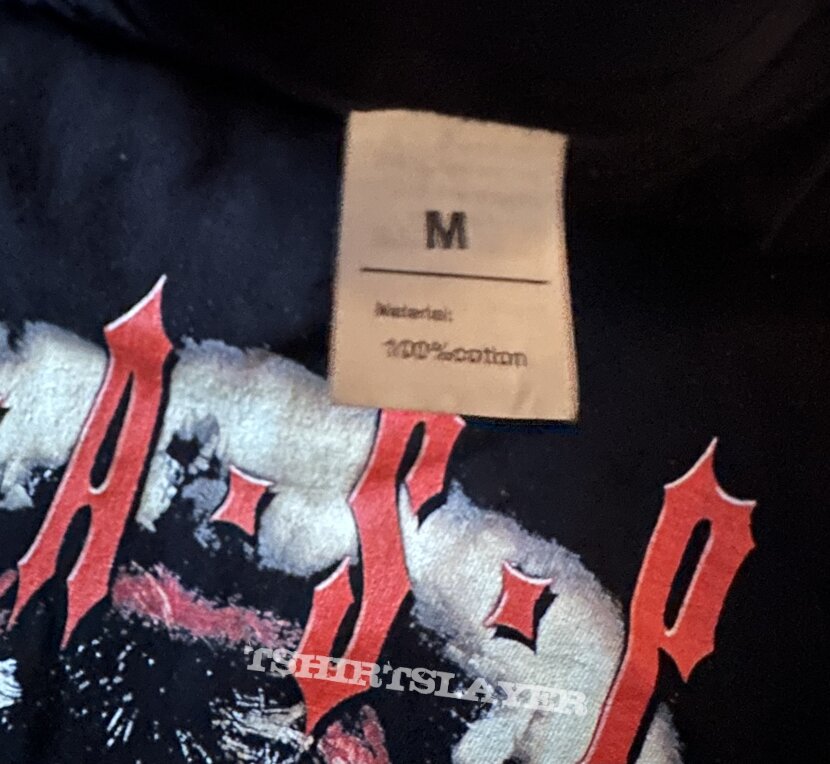 M
Material:
100%cotton
A·S·P
TSHIRTSLAYER